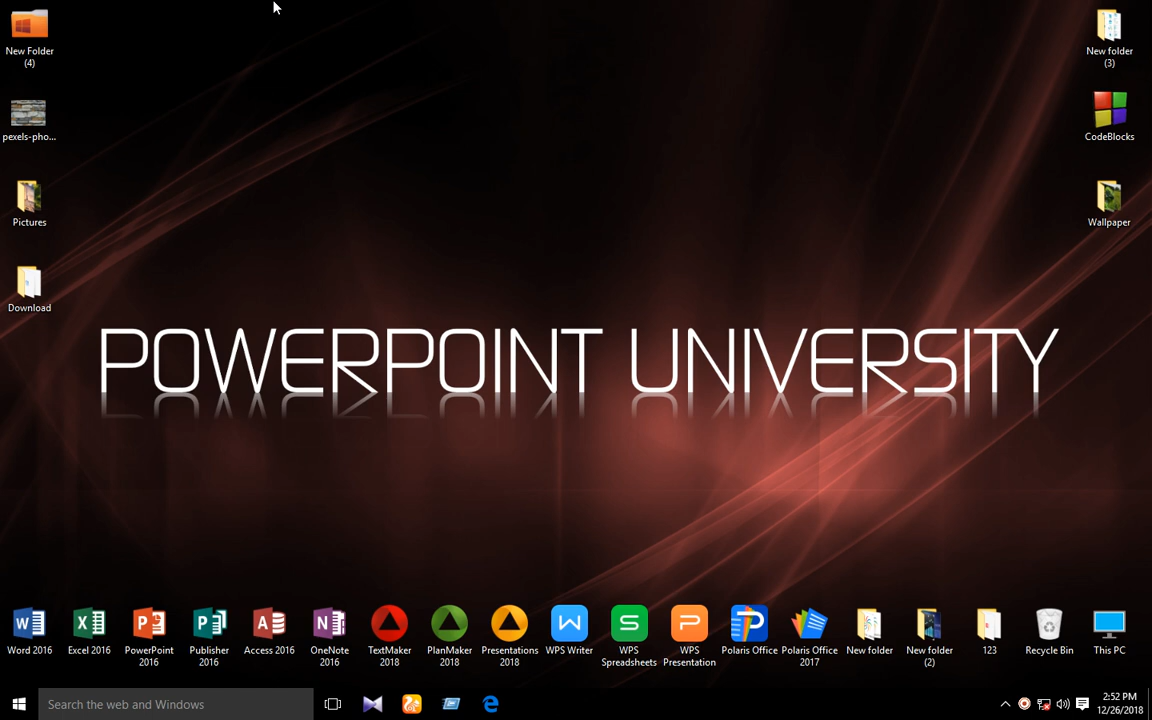 New Folder
(4)
New folder
(3)
pexels-pho...
CodeBlocks
Pictures
Wallpaper
Download
POWERPOINT UNIVERSITY
Word 2016
Excel 2016
PowerPoint
2016
Publisher
2016
Access 2016
OneNote
2016
TextMaker
2018
PlanMaker
2018
Presentations
2018
WPS Writer
WPS
Spreadsheets
WPS
Presentation
Polaris Office
Polaris Office
2017
New folder
New folder
(2)
123
Recycle Bin
This PC
Search the web and Windows
2:52 PM
12/26/2018